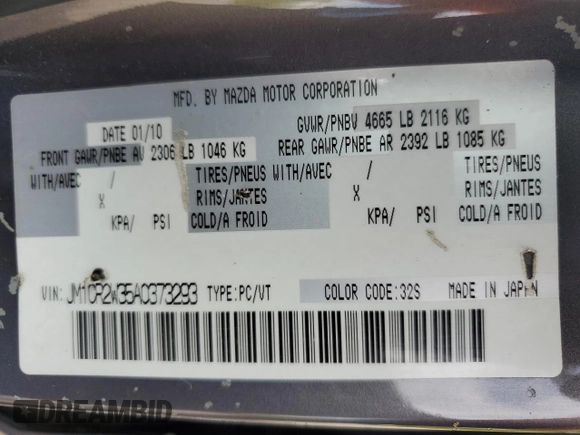 MFD. BY MAZDA MOTOR CORPORATION
DATE 01/10 GVWR/PNBV 4665 LB 2116 KG
FRONT GAWR/PNBE AV 2306 LB 1046 KG REAR GAWR/PNBE AR 2392 LB 1085 KG
WITH/AVEC / TIRES/PNEUS WITH/AVEC / TIRES/PNEUS
X RIMS/JANTES X RIMS/JANTES
KPA/ PSI COLD/A FROID KPA/ PSI COLD/A FROID
VIN: JM1CR2W35A0373293 TYPE:PC/VT COLOR CODE:32S MADE IN JAPAN
DREAMBID